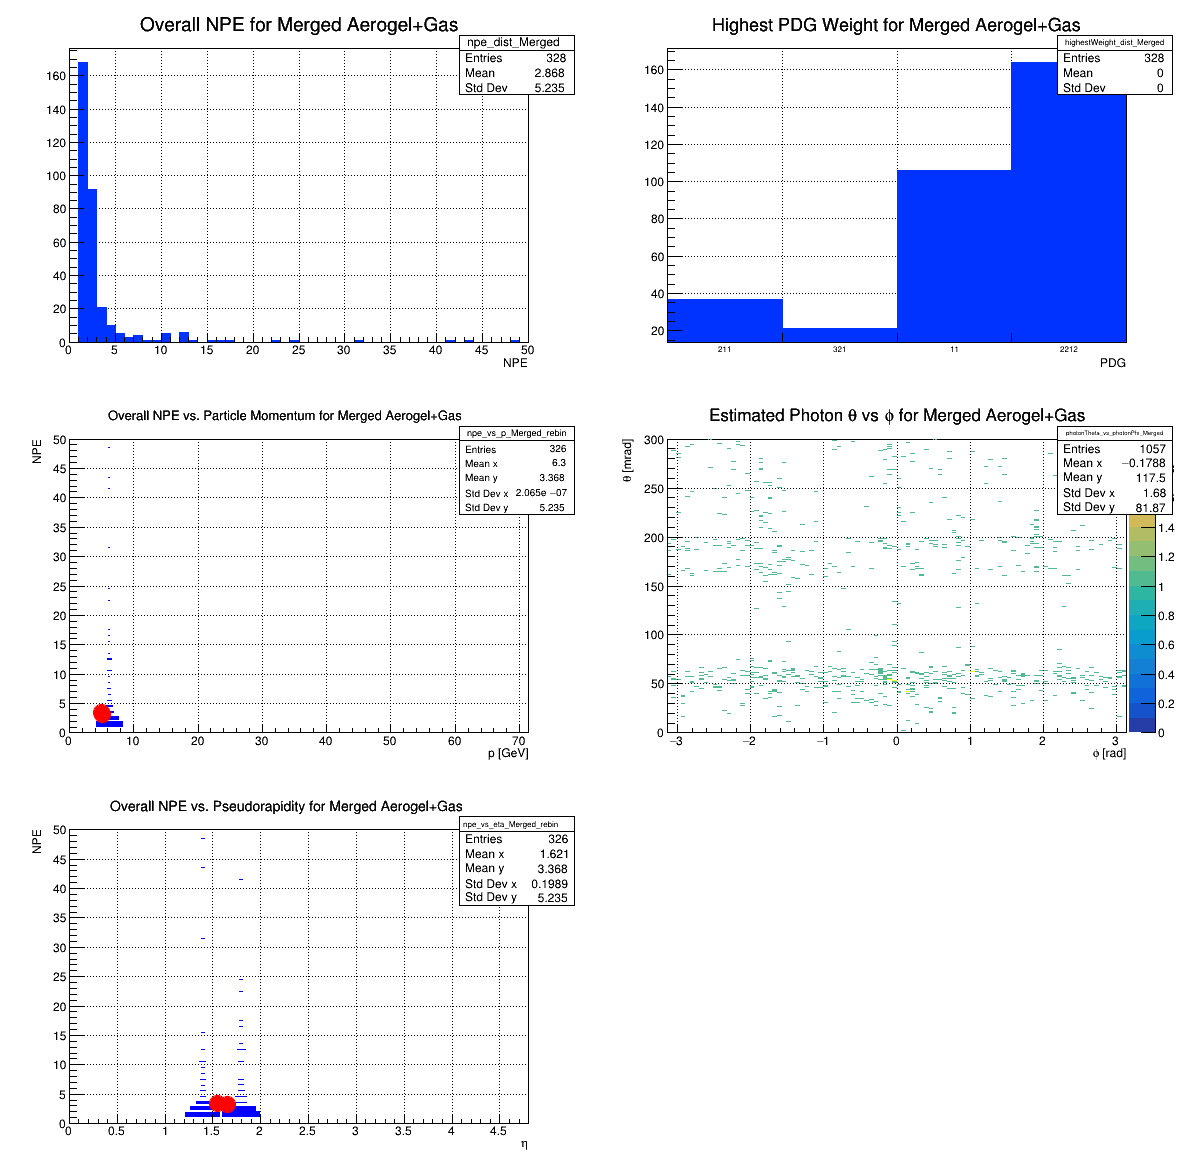 Overall NPE for Merged Aerogel+Gas
npe_dist_Merged
Entries 328
Mean 2.868
Std Dev 5.235
160
140
120
100
80
60
40
20
0
0 5 10 15 20 25 30 35 40 45 50
NPE
Highest PDG Weight for Merged Aerogel+Gas
highestWeight_dist_Merged
Entries 328
Mean 0
Std Dev 0
160
140
120
100
80
60
40
20
211 321 11 2212
PDG
Overall NPE vs. Particle Momentum for Merged Aerogel+Gas
npe_vs_p_Merged_rebin
Entries 326
Mean x 6.3
Mean y 3.368
Std Dev x 2.065e −07
Std Dev y 5.235
NPE
50
45
40
35
30
25
20
15
10
5
0
0 10 20 30 40 50 60 70
p [GeV]
Estimated Photon θ vs ϕ for Merged Aerogel+Gas
photonTheta_vs_photonPhi_Merged
Entries 1057
Mean x −0.1788
Mean y 117.5
Std Dev x 1.68
Std Dev y 81.87
θ [mrad]
300
250
200
150
100
50
0
−3 −2 −1 0 1 2 3
ϕ [rad]
1.4
1.2
1
0.8
0.6
0.4
0.2
0
Overall NPE vs. Pseudorapidity for Merged Aerogel+Gas
npe_vs_eta_Merged_rebin
Entries 326
Mean x 1.621
Mean y 3.368
Std Dev x 0.1989
Std Dev y 5.235
NPE
50
45
40
35
30
25
20
15
10
5
0
0 0.5 1 1.5 2 2.5 3 3.5 4 4.5
η